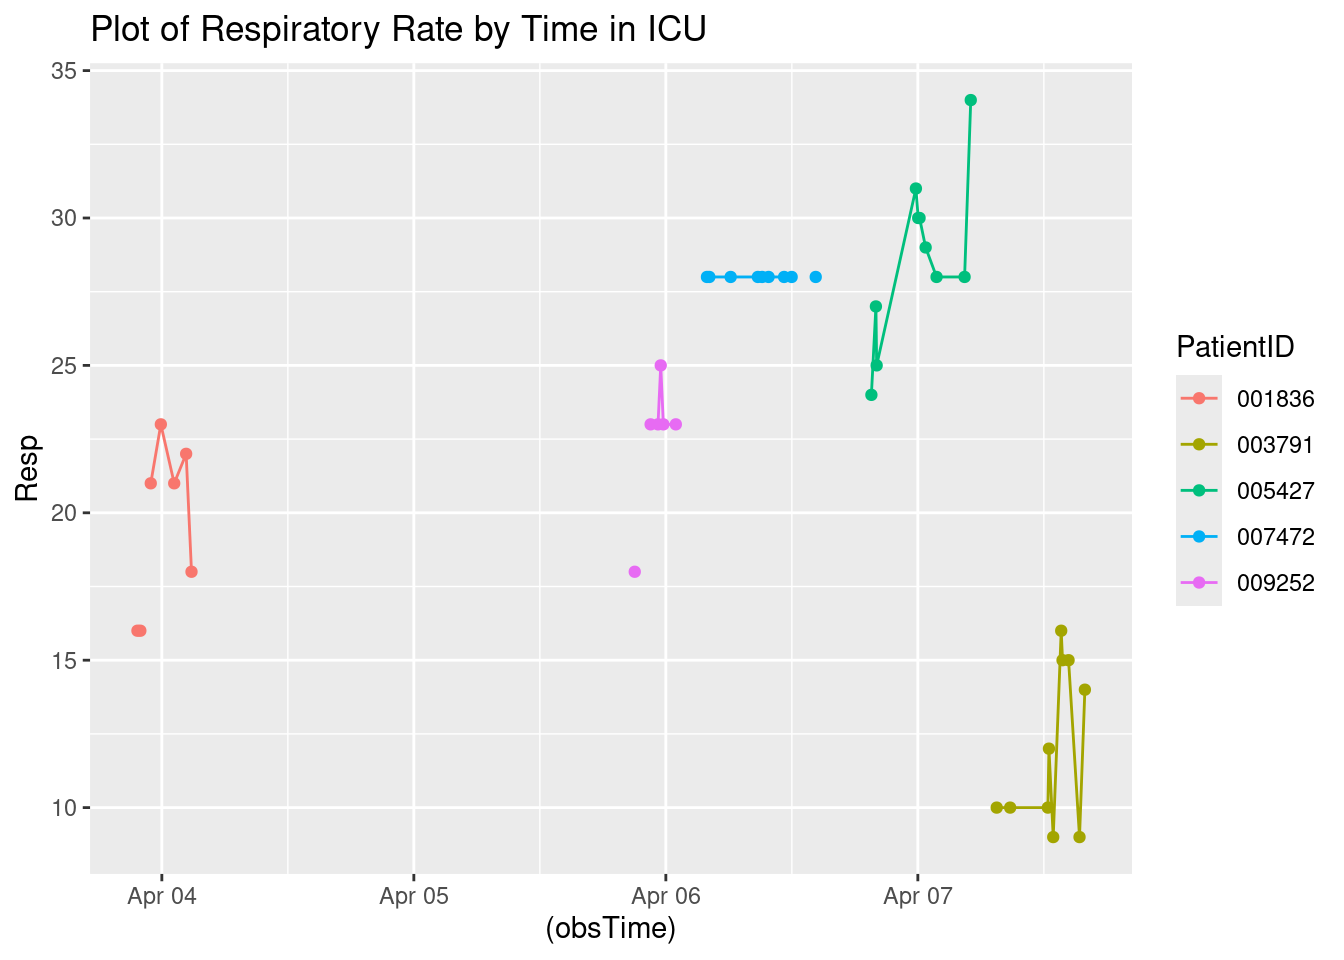 Plot of Respiratory Rate by Time in ICU
35
30
25
20
15
10
Resp
Apr 04
Apr 05
Apr 06
Apr 07
(obsTime)
PatientID
001836
003791
005427
007472
009252